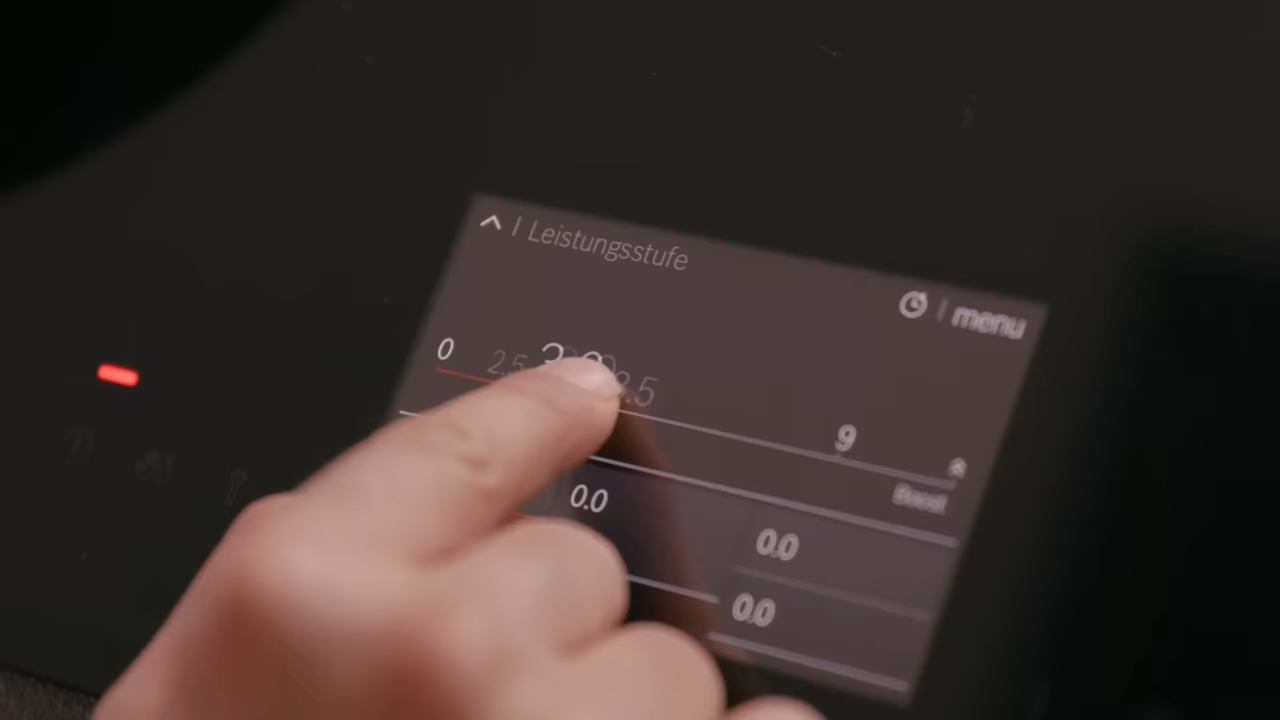 | Leistungsstufe
| menu
0 2.5 3.5
9
Boost
0.0
0.0
0.0